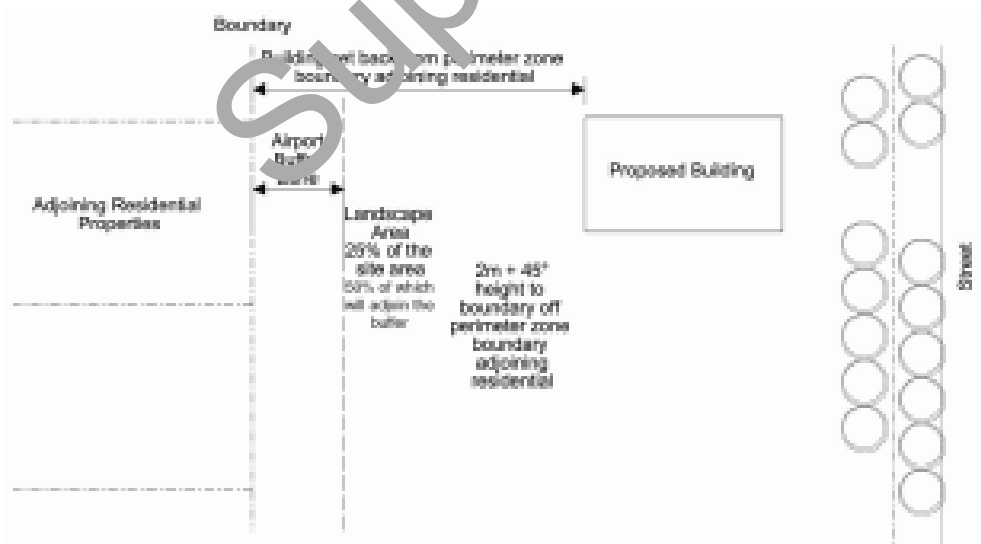 Boundary
Building set back from perimeter zone
boundary adjoining residential
Airport
Buffer
Proposed Building
Adjoining Residential
Properties
Landscape
Area
25% of the
site area
50% of which
will adjoin the
buffer
2m + 45°
height to
boundary off
perimeter zone
boundary
adjoining
residential
Street
Sup